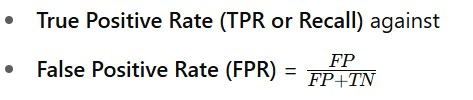 • True Positive Rate (TPR or Recall) against
• False Positive Rate (FPR) = FP / FP+TN